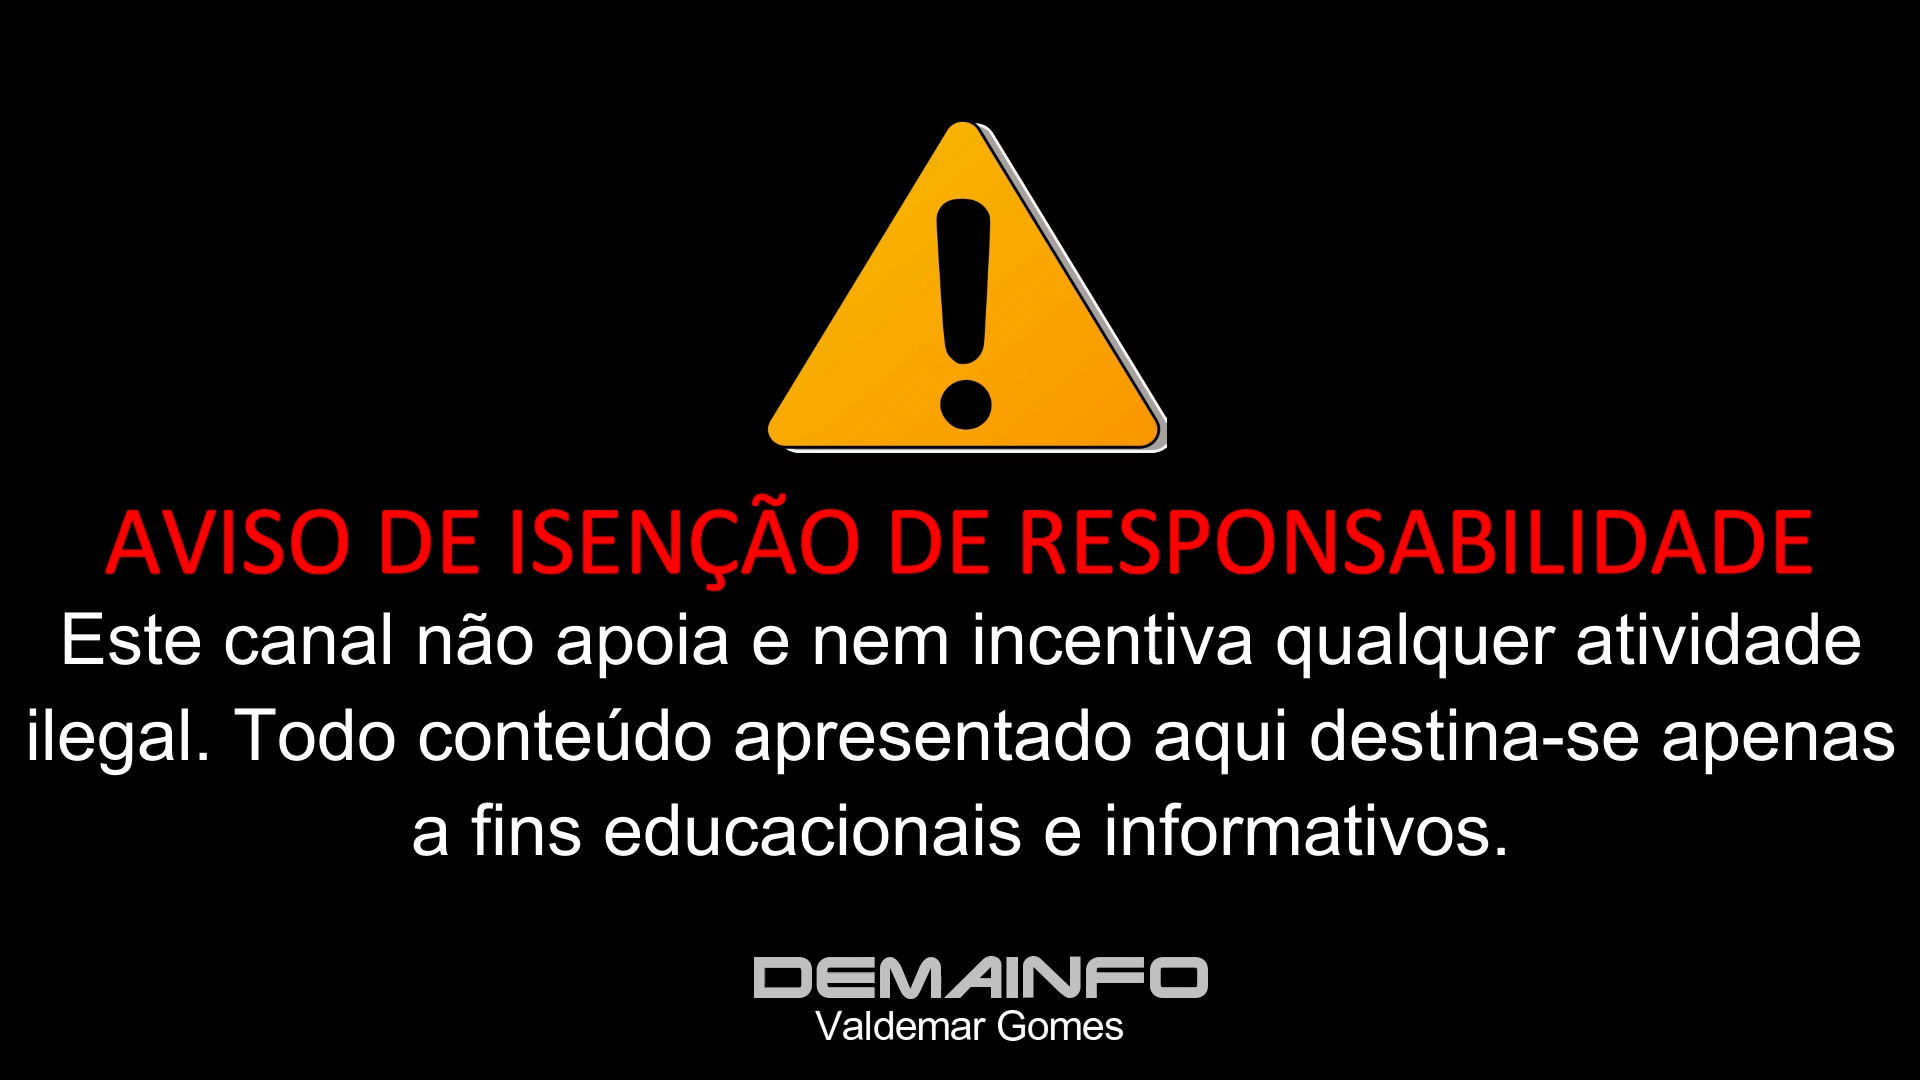 AVISO DE ISENÇÃO DE RESPONSABILIDADE
Este canal não apoia e nem incentiva qualquer atividade
ilegal. Todo conteúdo apresentado aqui destina-se apenas
a fins educacionais e informativos.
DEMAINFO
Valdemar Gomes